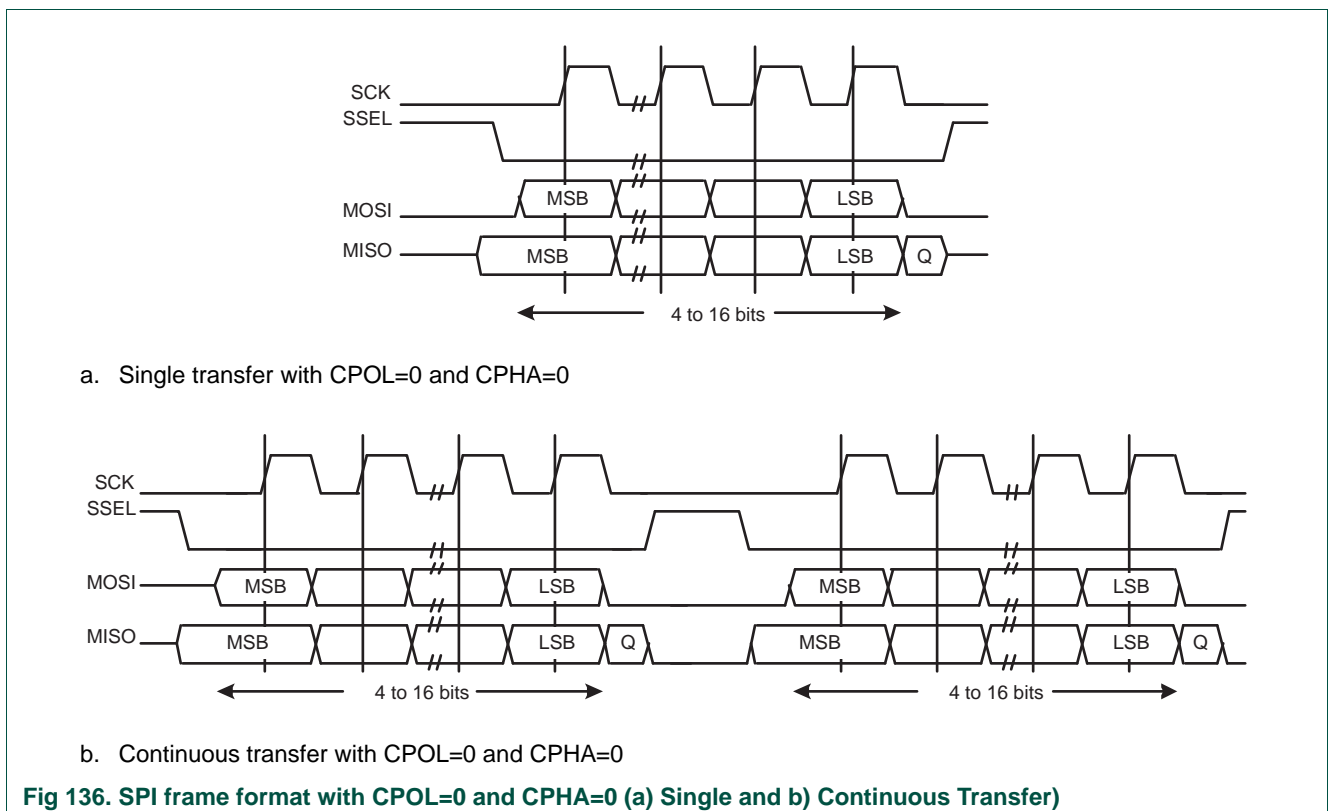 SCK
SSEL
MOSI MSB LSB
MISO MSB LSB Q
4 to 16 bits
a. Single transfer with CPOL=0 and CPHA=0
SCK
SSEL
MOSI MSB LSB MSB LSB
MISO MSB LSB Q MSB LSB Q
4 to 16 bits 4 to 16 bits
b. Continuous transfer with CPOL=0 and CPHA=0
Fig 136. SPI frame format with CPOL=0 and CPHA=0 (a) Single and b) Continuous Transfer)